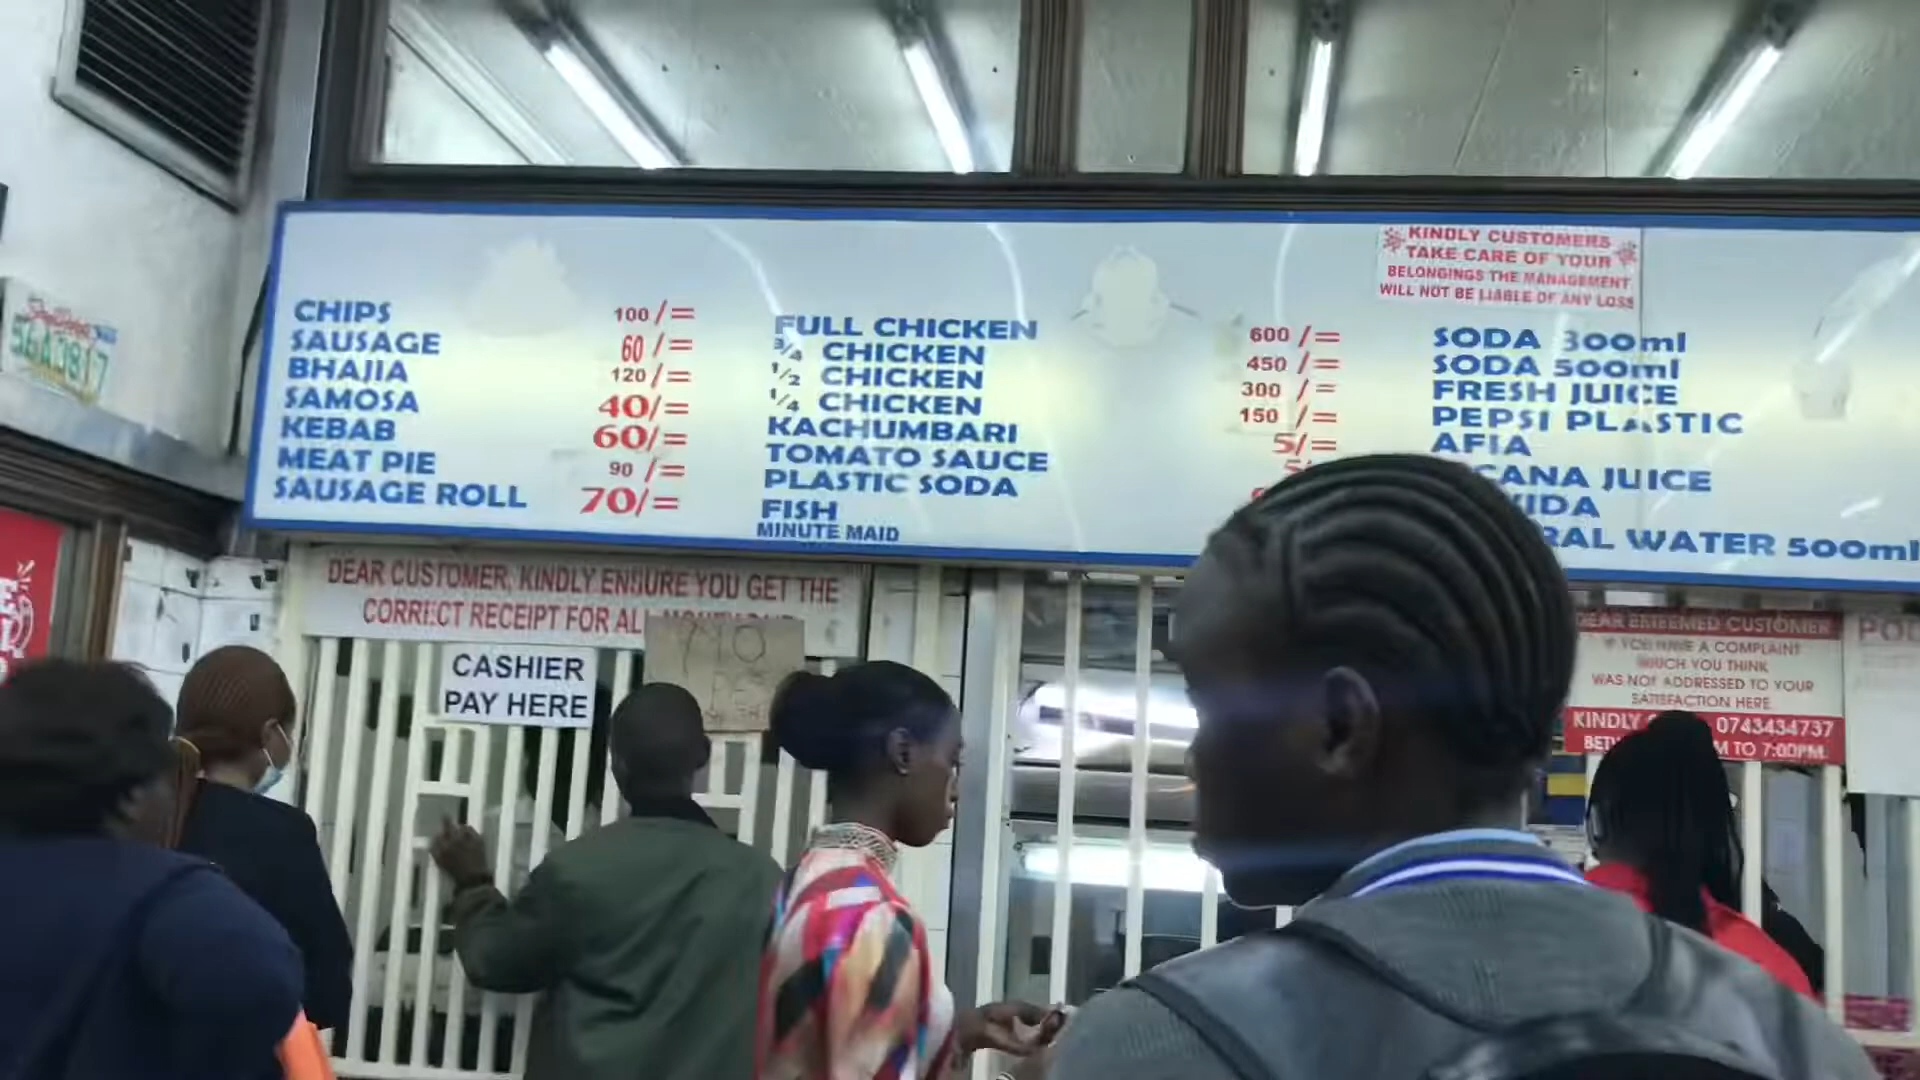 KINDLY CUSTOMERS
TAKE CARE OF YOUR
BELONGINGS THE MANAGEMENT
WILL NOT BE LIABLE OF ANY LOSS
CHIPS 100/=
SAUSAGE 60/=
BHAJIA 120/=
SAMOSA 40/=
KEBAB 60/=
MEAT PIE 90/=
SAUSAGE ROLL 70/=
FULL CHICKEN 600/=
3/4 CHICKEN 450/=
1/2 CHICKEN 300/=
1/4 CHICKEN 150/=
KACHUMBARI 5/=
TOMATO SAUCE
PLASTIC SODA
FISH
MINUTE MAID
SODA 300ml
SODA 500ml
FRESH JUICE
PEPSI PLASTIC
AFIA
JUICE
WATER 500ml
DEAR CUSTOMER, KINDLY ENSURE YOU GET THE
CORRECT RECEIPT FOR ALL
CASHIER
PAY HERE
DEAR ESTEEMED CUSTOMER
IF YOU HAVE A COMPLAINT
WHICH YOU THINK
WAS NOT ADDRESSED TO YOUR
SATISFACTION HERE
KINDLY 0743434737
TO 7:00PM.